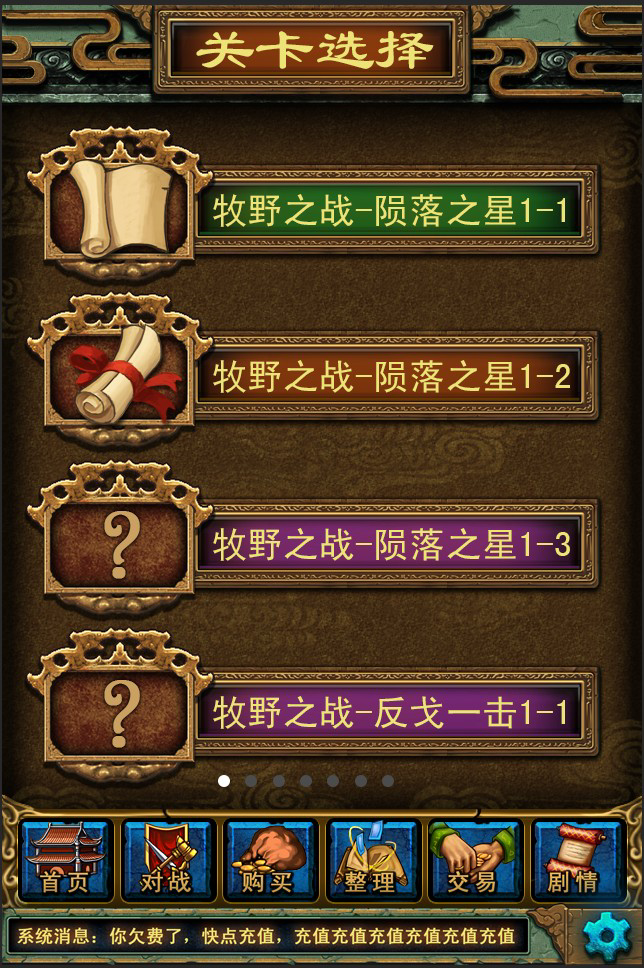 关卡选择
牧野之战-陨落之星1-1
牧野之战-陨落之星1-2
?
牧野之战-陨落之星1-3
?
牧野之战-反戈一击1-1
首页 对战 购买 整理 交易 剧情
系统消息：你欠费了，快点充值，充值充值充值充值充值充值